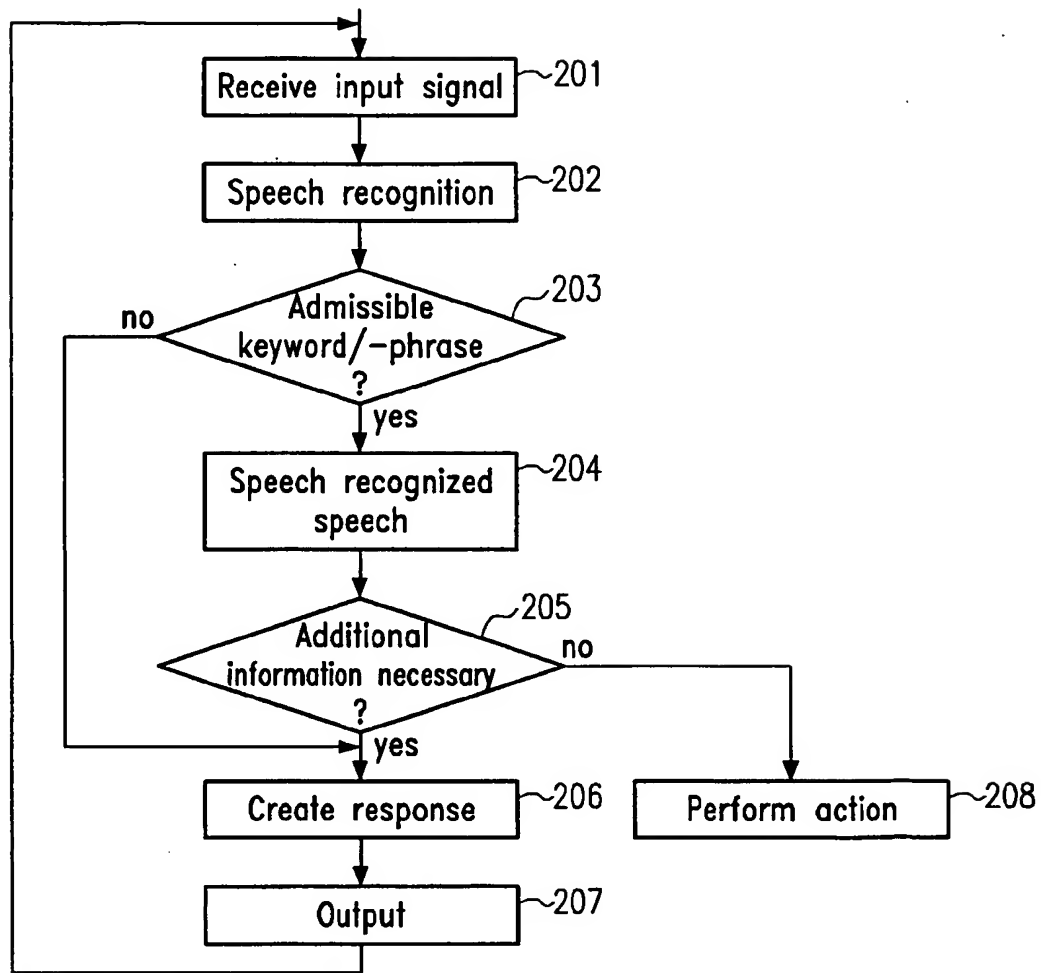 Receive input signal
201
Speech recognition
202
Admissible
keyword/-phrase
?
203
no
yes
Speech recognized
speech
204
Additional
information necessary
?
205
no
yes
Create response
206
Perform action
208
Output
207